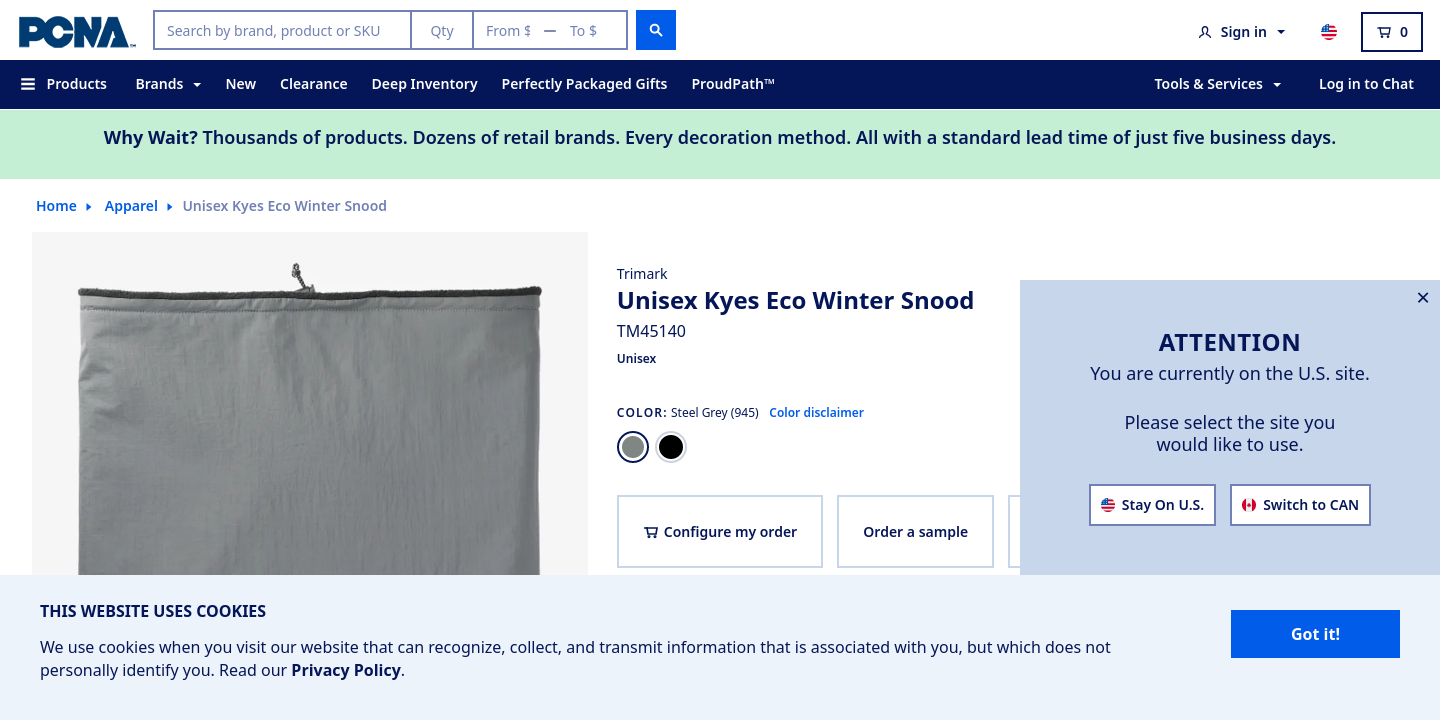 PCNA™
Search by brand, product or SKU
Qty
From $ — To $
Sign in
0
Products
Brands
New
Clearance
Deep Inventory
Perfectly Packaged Gifts
ProudPath™
Tools & Services
Log in to Chat
Why Wait? Thousands of products. Dozens of retail brands. Every decoration method. All with a standard lead time of just five business days.
Home
Apparel
Unisex Kyes Eco Winter Snood
Trimark
Unisex Kyes Eco Winter Snood
TM45140
Unisex
COLOR: Steel Grey (945) Color disclaimer
Configure my order
Order a sample
ATTENTION
You are currently on the U.S. site.
Please select the site you
would like to use.
Stay On U.S.
Switch to CAN
THIS WEBSITE USES COOKIES
We use cookies when you visit our website that can recognize, collect, and transmit information that is associated with you, but which does not
personally identify you. Read our Privacy Policy.
Got it!